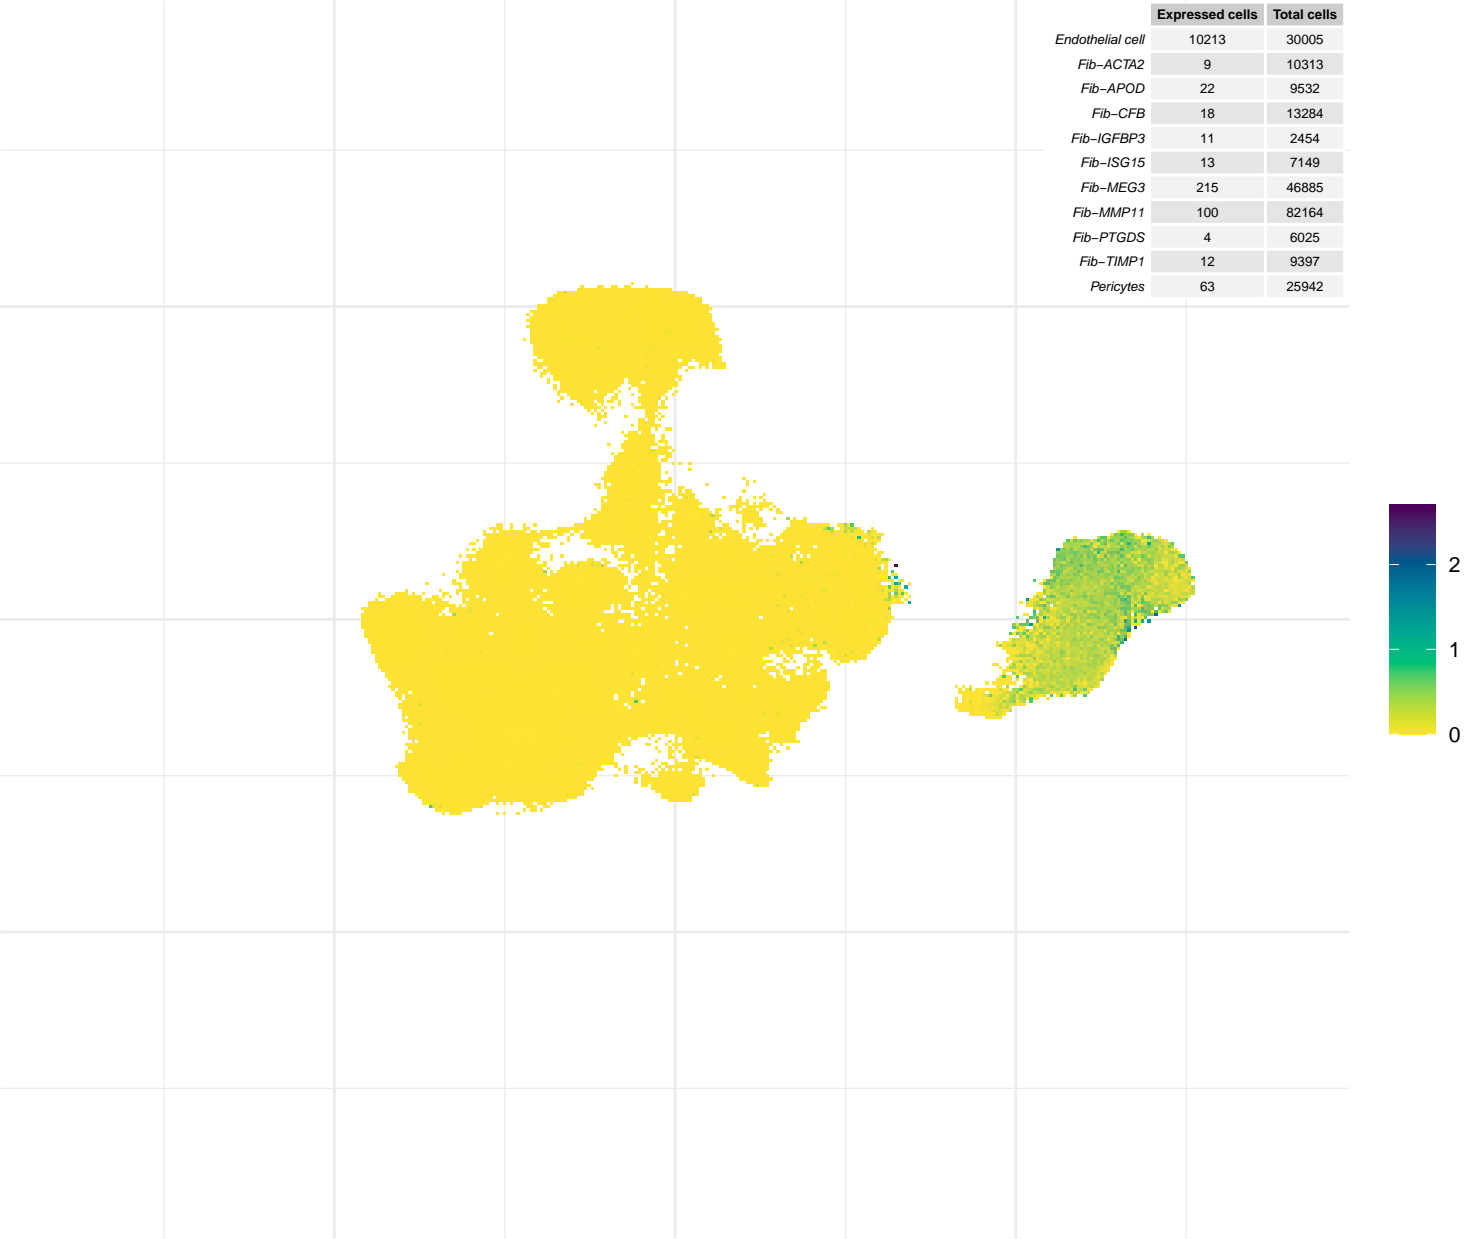 Expressed cells Total cells
Endothelial cell 10213 30005
Fib−ACTA2 9 10313
Fib−APOD 22 9532
Fib−CFB 18 13284
Fib−IGFBP3 11 2454
Fib−ISG15 13 7149
Fib−MEG3 215 46885
Fib−MMP11 100 82164
Fib−PTGDS 4 6025
Fib−TIMP1 12 9397
Pericytes 63 25942
2
1
0